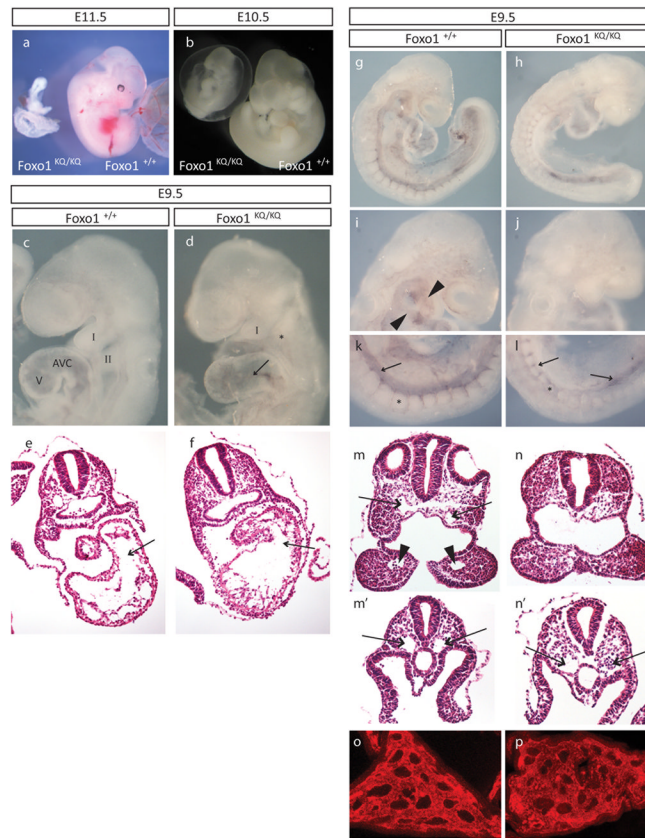 E11.5
E10.5
a
b
Foxo1 KQ/KQ
Foxo1 +/+
Foxo1 KQ/KQ
Foxo1 +/+
E9.5
Foxo1 +/+
Foxo1 KQ/KQ
c
d
I
II
AVC
V
I
*
e
f
E9.5
Foxo1 +/+
Foxo1 KQ/KQ
g
h
i
j
k
l
*
*
m
n
m'
n'
o
p